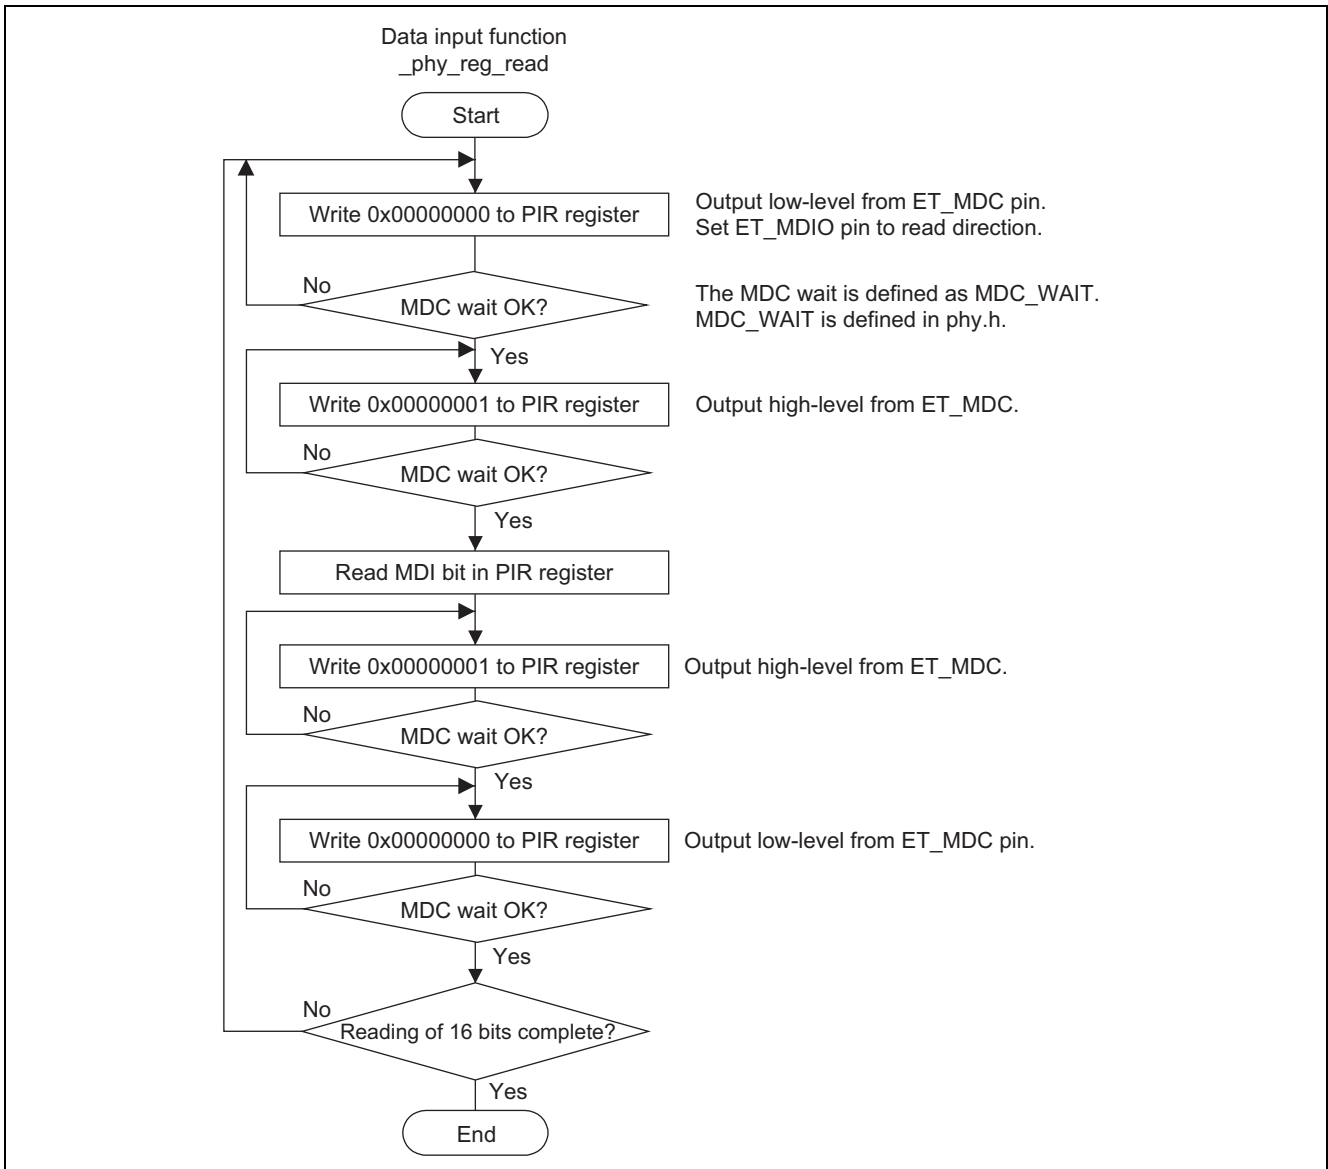 Data input function
_phy_reg_read
Start
Write 0x00000000 to PIR register
Output low-level from ET_MDC pin.
Set ET_MDIO pin to read direction.
No
MDC wait OK?
The MDC wait is defined as MDC_WAIT.
MDC_WAIT is defined in phy.h.
Yes
Write 0x00000001 to PIR register
Output high-level from ET_MDC.
No
MDC wait OK?
Yes
Read MDI bit in PIR register
Write 0x00000001 to PIR register
Output high-level from ET_MDC.
No
MDC wait OK?
Yes
Write 0x00000000 to PIR register
Output low-level from ET_MDC pin.
No
MDC wait OK?
Yes
No
Reading of 16 bits complete?
Yes
End